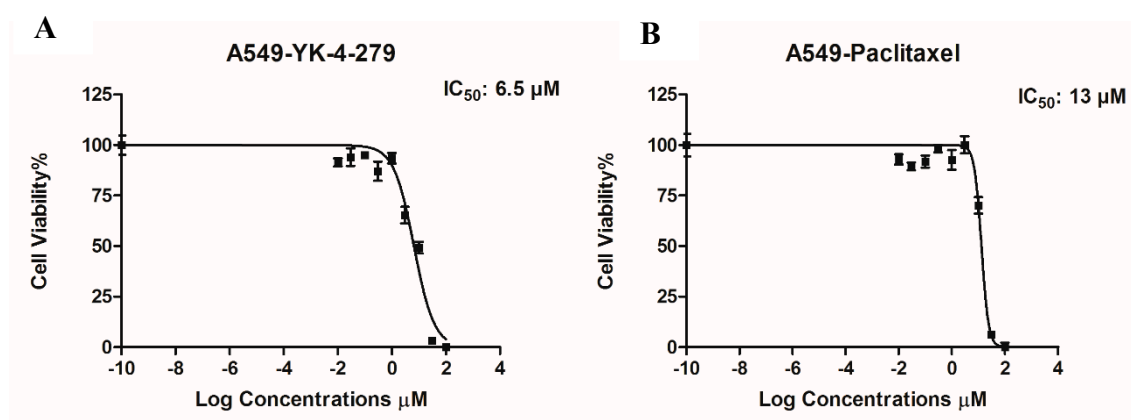 A
A549-YK-4-279
IC50: 6.5 µM
125
100
75
50
25
0
Cell Viability%
-10
-8
-6
-4
-2
0
2
4
Log Concentrations µM
B
A549-Paclitaxel
IC50: 13 µM
125
100
75
50
25
0
Cell Viability%
-10
-8
-6
-4
-2
0
2
4
Log Concentrations µM